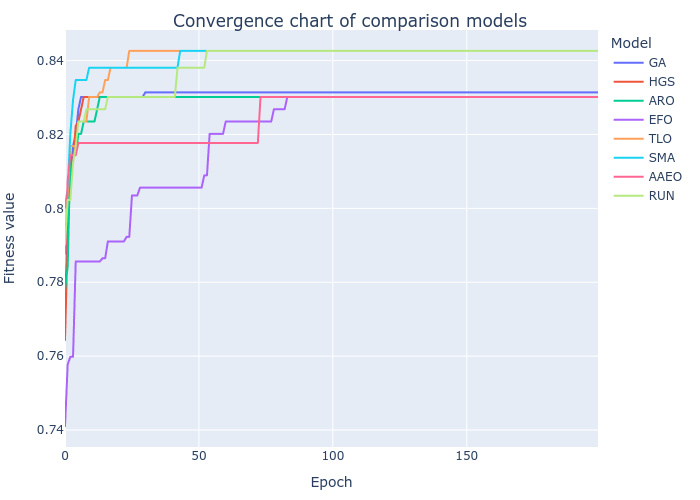 Convergence chart of comparison models
Model
GA
HGS
ARO
EFO
TLO
SMA
AAEO
RUN
Fitness value
0.84
0.82
0.8
0.78
0.76
0.74
0
50
100
150
Epoch